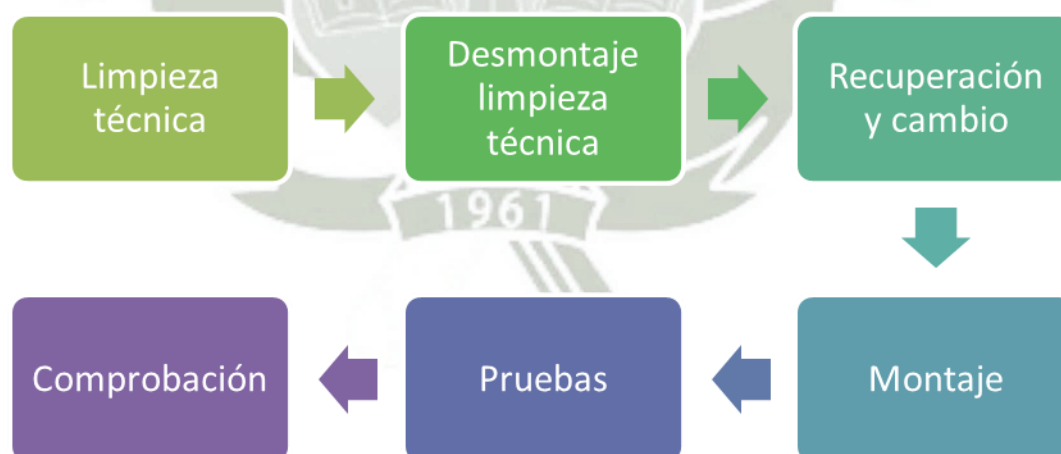 Limpieza
técnica
Desmontaje
limpieza
técnica
Recuperación
y cambio
1961
Montaje
Pruebas
Comprobación